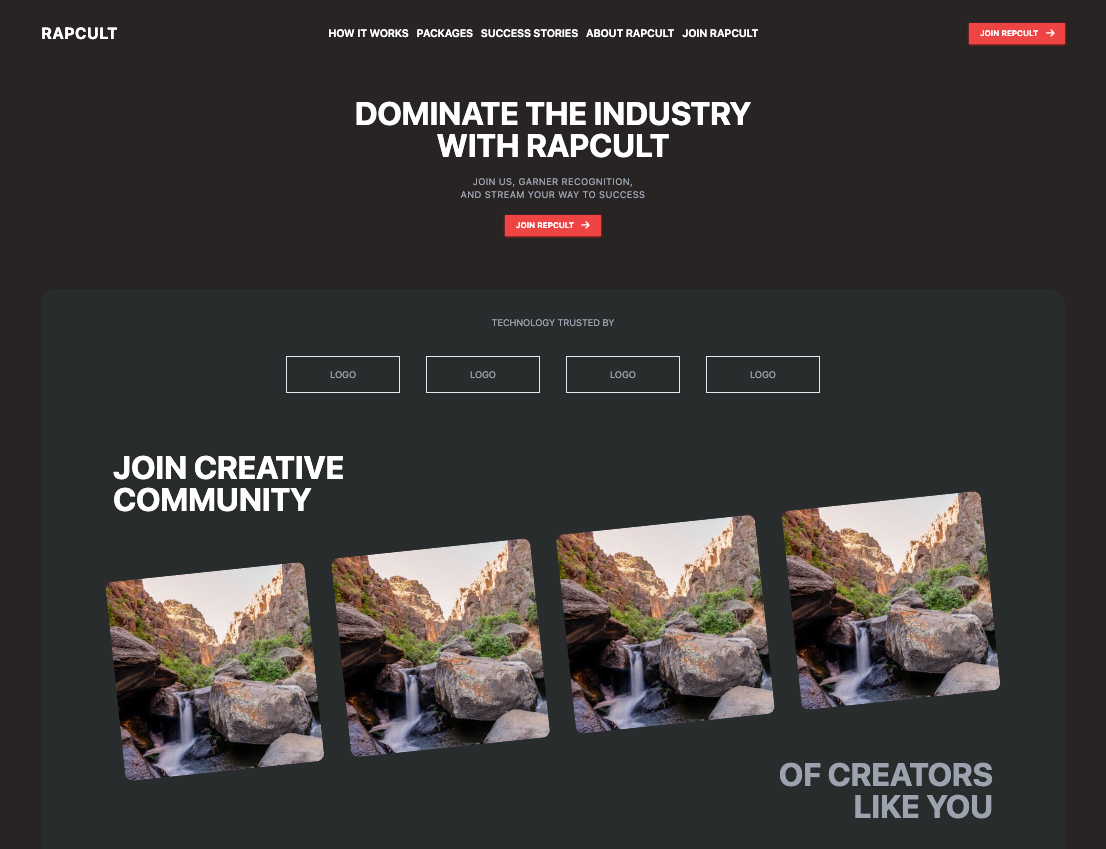 RAPCULT
HOW IT WORKS PACKAGES SUCCESS STORIES ABOUT RAPCULT JOIN RAPCULT
JOIN REPCULT
DOMINATE THE INDUSTRY
WITH RAPCULT
JOIN US, GARNER RECOGNITION,
AND STREAM YOUR WAY TO SUCCESS
JOIN REPCULT
TECHNOLOGY TRUSTED BY
LOGO
LOGO
LOGO
LOGO
JOIN CREATIVE
COMMUNITY
OF CREATORS
LIKE YOU